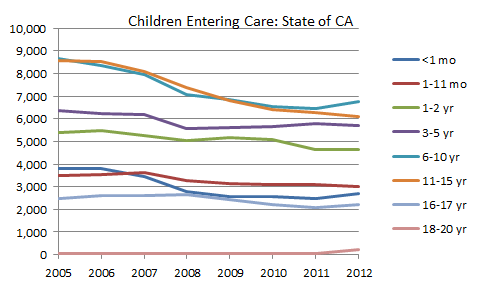 Children Entering Care: State of CA
10,000
9,000
8,000
7,000
6,000
5,000
4,000
3,000
2,000
1,000
0
2005 2006 2007 2008 2009 2010 2011 2012
<1 mo
1-11 mo
1-2 yr
3-5 yr
6-10 yr
11-15 yr
16-17 yr
18-20 yr